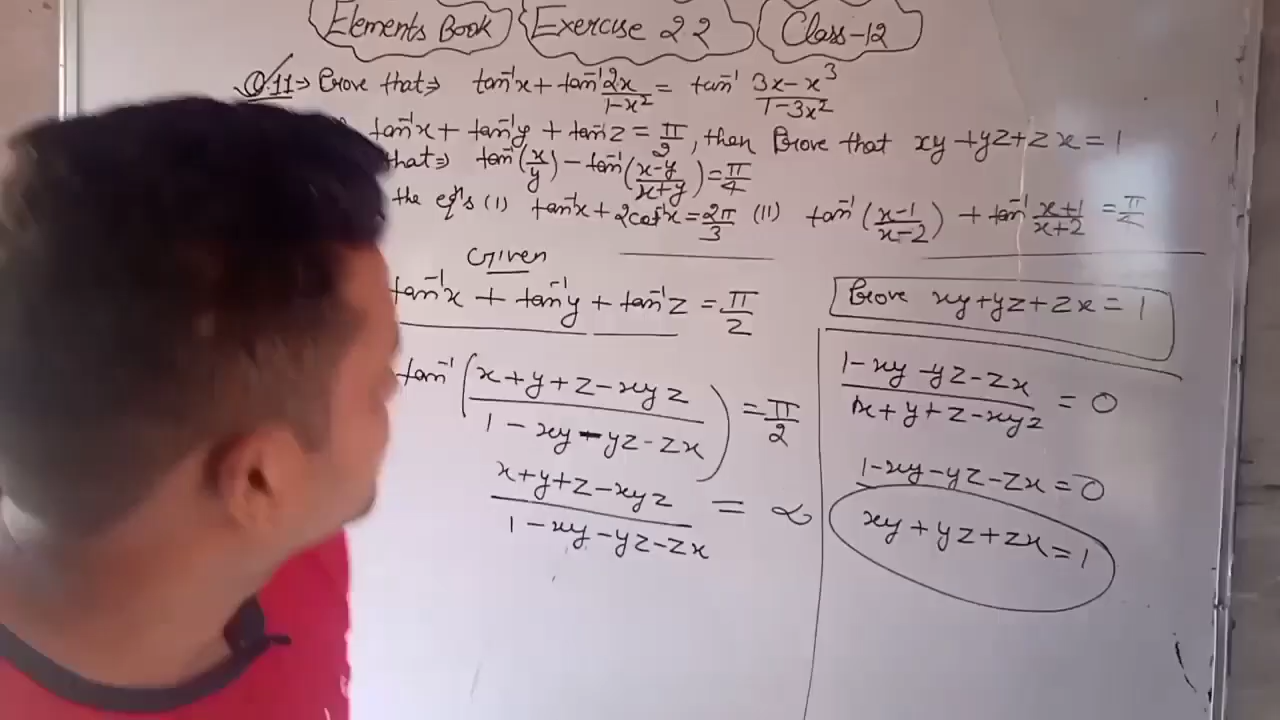 Elements Book Exercise 22 Class-12
Q.11 → Prove that ⇒ tan⁻¹x + tan⁻¹ 2x/1-x² = tan⁻¹ 3x-x³/1-3x²
tan⁻¹x + tan⁻¹y + tan⁻¹z = π/2, then Prove that xy+yz+zx=1
that ⇒ tan⁻¹(x/y) - tan⁻¹(x-y/x+y) = π/4
the eqⁿs (I) tan⁻¹x + 2cot⁻¹x = 2π/3 (II) tan⁻¹(x-1/x-2) + tan⁻¹ x+1/x+2 = π/4
Given
tan⁻¹x + tan⁻¹y + tan⁻¹z = π/2
tan⁻¹(x+y+z-xyz/1-xy-yz-zx) = π/2
x+y+z-xyz/1-xy-yz-zx = ∝
Prove xy+yz+zx=1
1-xy-yz-zx/x+y+z-xyz = 0
1-xy-yz-zx=0
xy+yz+zx=1